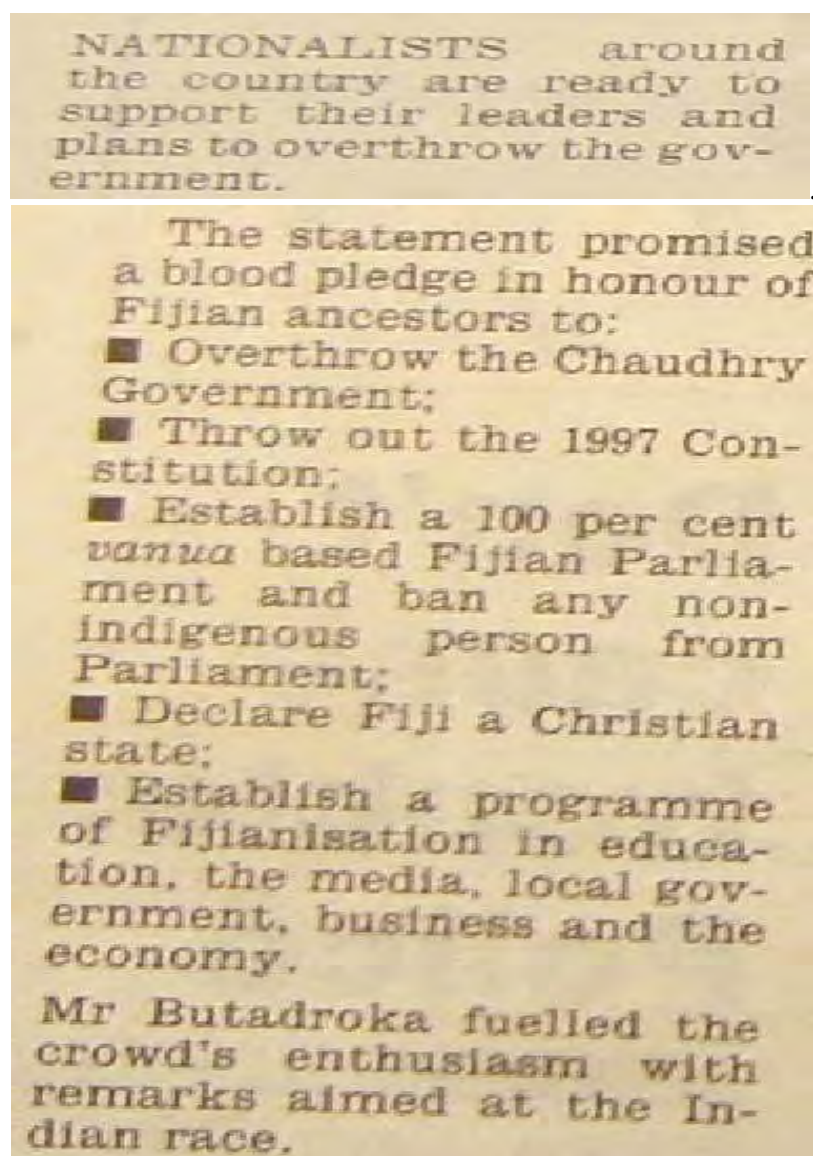 NATIONALISTS around
the country are ready to
support their leaders and
plans to overthrow the gov-
ernment.
The statement promised
a blood pledge in honour of
Fijian ancestors to:
■ Overthrow the Chaudhry
Government;
■ Throw out the 1997 Con-
stitution;
■ Establish a 100 per cent
vanua based Fijian Parlia-
ment and ban any non-
indigenous person from
Parliament;
■ Declare Fiji a Christian
state;
■ Establish a programme
of Fijianisation in educa-
tion, the media, local gov-
ernment, business and the
economy.
Mr Butadroka fuelled the
crowd's enthusiasm with
remarks aimed at the In-
dian race.